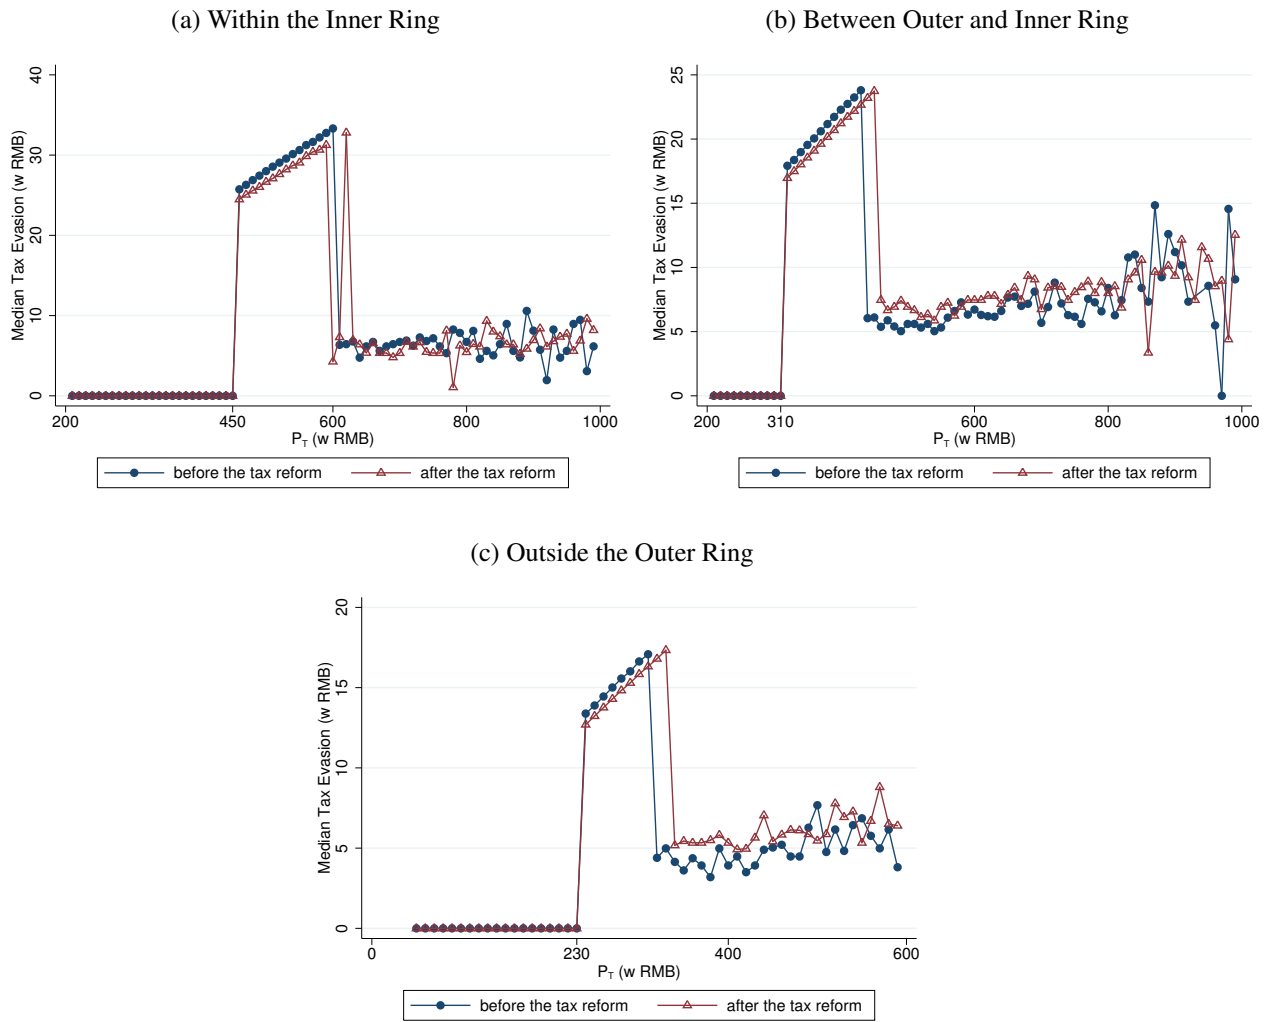 (a) Within the Inner Ring
Median Tax Evasion (w RMB)
40
30
20
10
0
200
450
600
800
1000
P_T (w RMB)
before the tax reform
after the tax reform
(b) Between Outer and Inner Ring
Median Tax Evasion (w RMB)
25
20
15
10
5
0
200
310
600
800
1000
P_T (w RMB)
before the tax reform
after the tax reform
(c) Outside the Outer Ring
Median Tax Evasion (w RMB)
20
15
10
5
0
0
230
400
600
P_T (w RMB)
before the tax reform
after the tax reform